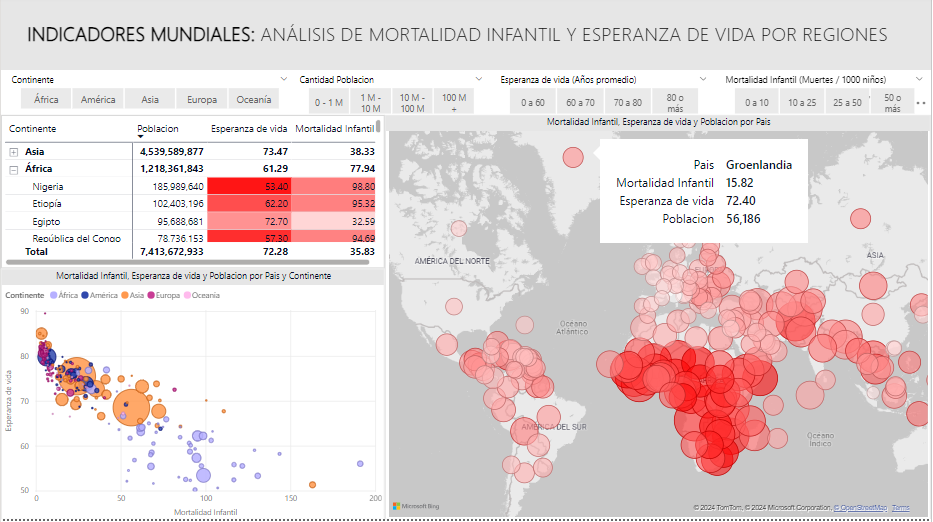 INDICADORES MUNDIALES: ANÁLISIS DE MORTALIDAD INFANTIL Y ESPERANZA DE VIDA POR REGIONES
Continente
África América Asia Europa Oceanía
Cantidad Poblacion
0 - 1 M 1 M - 10 M 10 M - 100 M 100 M +
Esperanza de vida (Años promedio)
0 a 60 60 a 70 70 a 80 80 o más
Mortalidad Infantil (Muertes / 1000 niños)
0 a 10 10 a 25 25 a 50 50 o más
Continente Poblacion Esperanza de vida Mortalidad Infantil
Asia 4,539,589,877 73.47 38.33
África 1,218,361,843 61.29 77.94
Nigeria 185,989,640 53.40 98.80
Etiopía 102,403,196 62.20 95.32
Egipto 95,688,681 72.70 32.59
República del Congo 78,736,153 57.30 94.69
Total 7,413,672,933 72.28 35.83
Mortalidad Infantil, Esperanza de vida y Poblacion por Pais y Continente
Continente África América Asia Europa Oceanía
Esperanza de vida
90
80
70
60
50
0 50 100 150 200
Mortalidad Infantil
Mortalidad Infantil, Esperanza de vida y Poblacion por Pais
Pais Groenlandia
Mortalidad Infantil 15.82
Esperanza de vida 72.40
Poblacion 56,186
AMÉRICA DEL NORTE
ASIA
Océano
Atlántico
AMÉRICA DEL SUR
Océano
Índico
Microsoft Bing
© 2024 TomTom, © 2024 Microsoft Corporation, © OpenStreetMap Terms